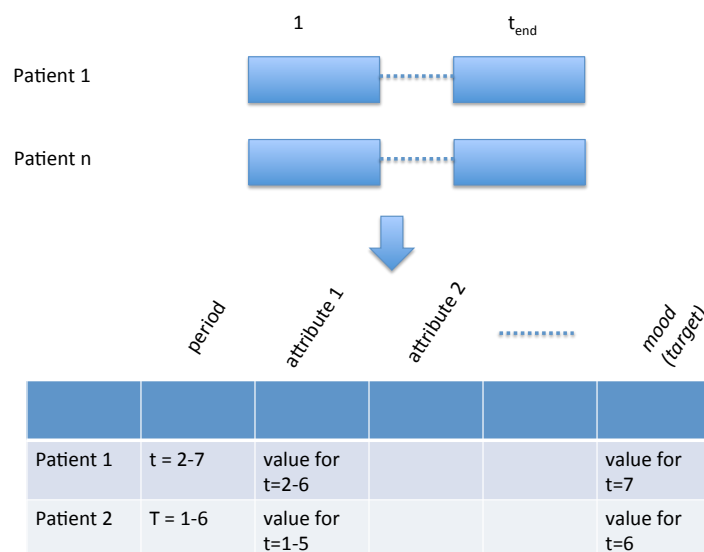 1 t_end
Patient 1
Patient n
period
attribute 1
attribute 2
mood
(target)
Patient 1 t = 2-7 value for t=2-6 value for t=7
Patient 2 T = 1-6 value for t=1-5 value for t=6